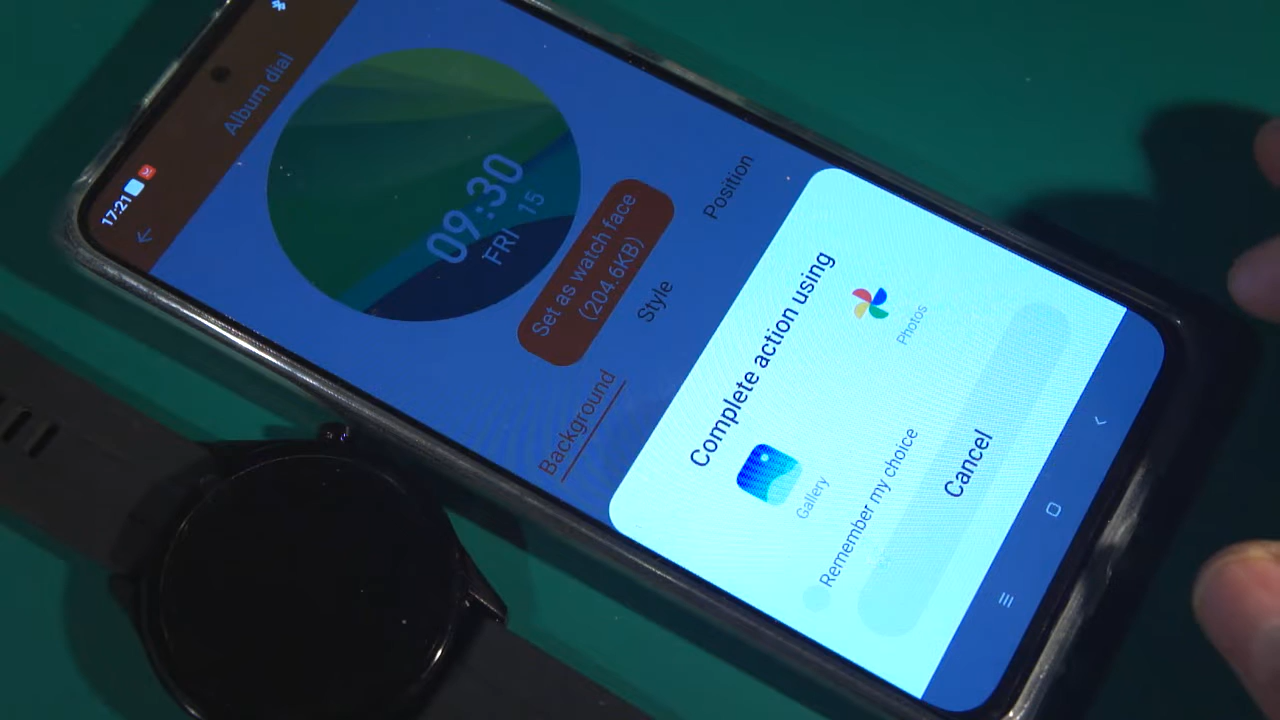 17:21
Album dial
09:30
FRI 15
Set as watch face
(204.6KB)
Background
Style
Position
Complete action using
Gallery
Photos
Remember my choice
Cancel